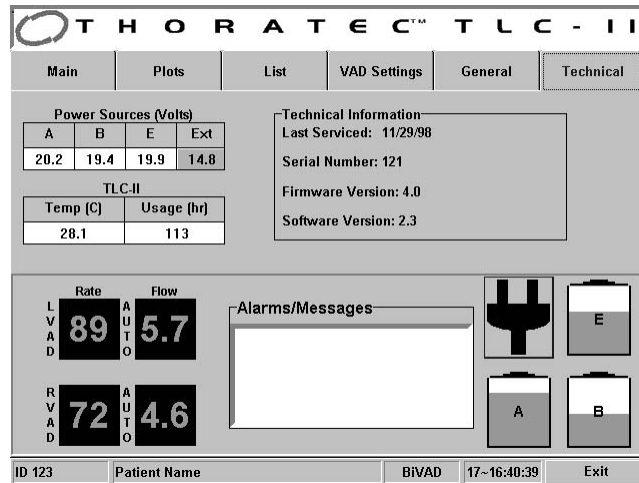 THORATEC™ TLC-II
Main Plots List VAD Settings General Technical
Power Sources (Volts)
A B E Ext
20.2 19.4 19.9 14.8
TLC-II
Temp (C) Usage (hr)
28.1 113
Technical Information
Last Serviced: 11/29/98
Serial Number: 121
Firmware Version: 4.0
Software Version: 2.3
Rate Flow
LVAD 89 AUTO 5.7
RVAD 72 AUTO 4.6
Alarms/Messages
E
A B
ID 123 Patient Name BiVAD 17~16:40:39 Exit